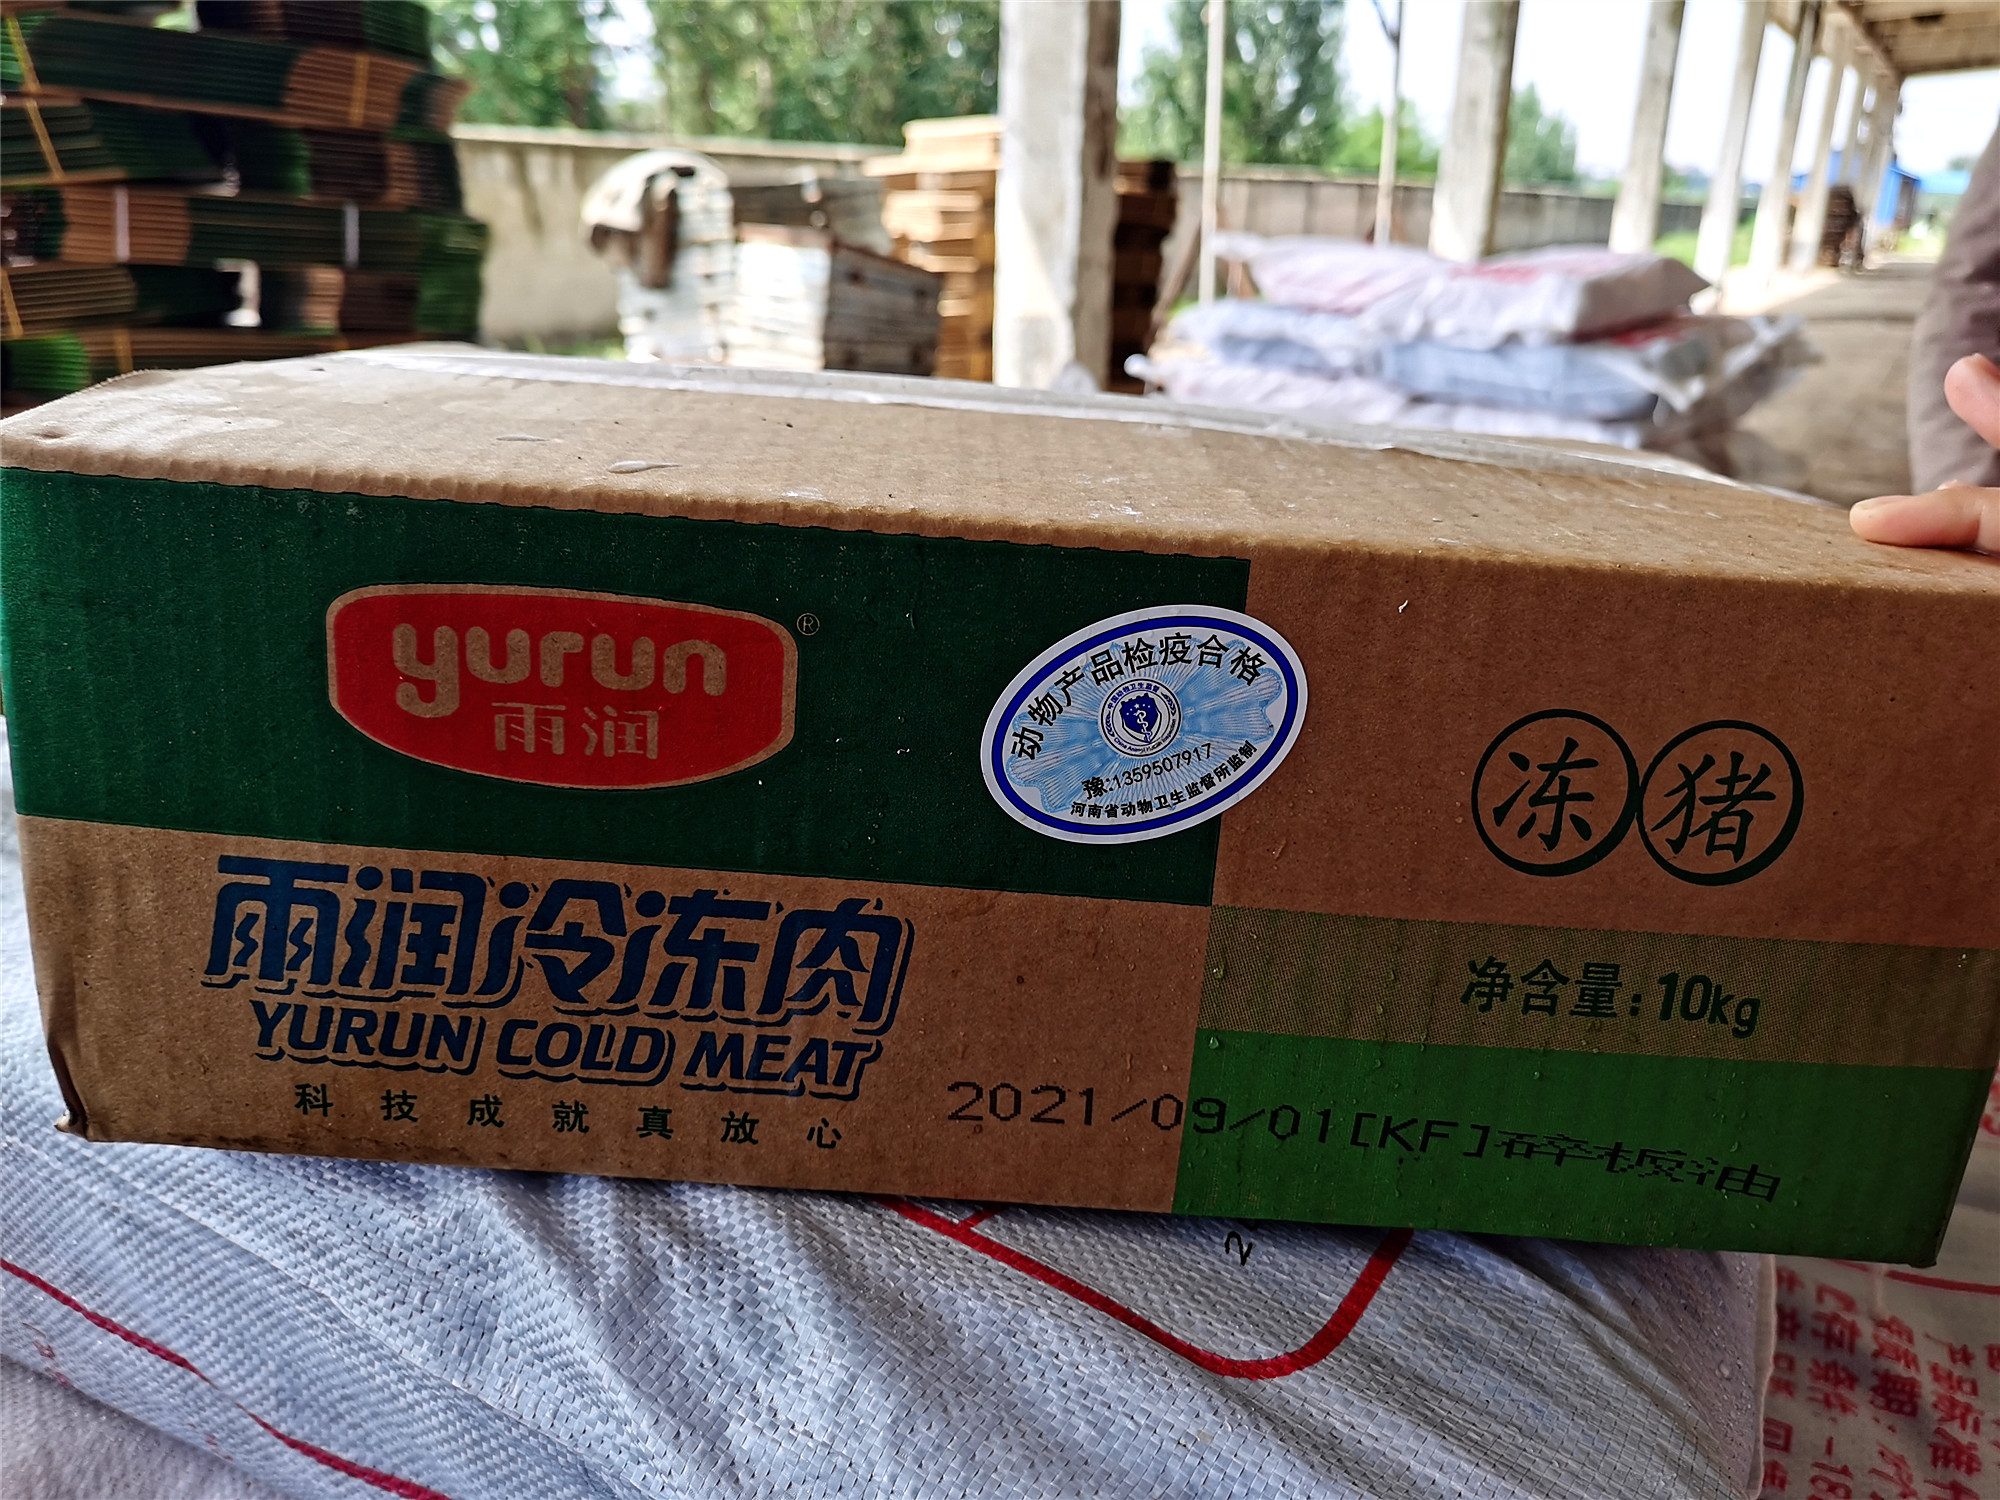 yurun
®
雨润
动物产品检疫合格
豫:1359507917
河南省动物卫生监督所监制
冻猪
净含量:10kg
雨润冷冻肉
YURUN COLD MEAT
科技成就真放心
2021/09/01[KF]碎板油